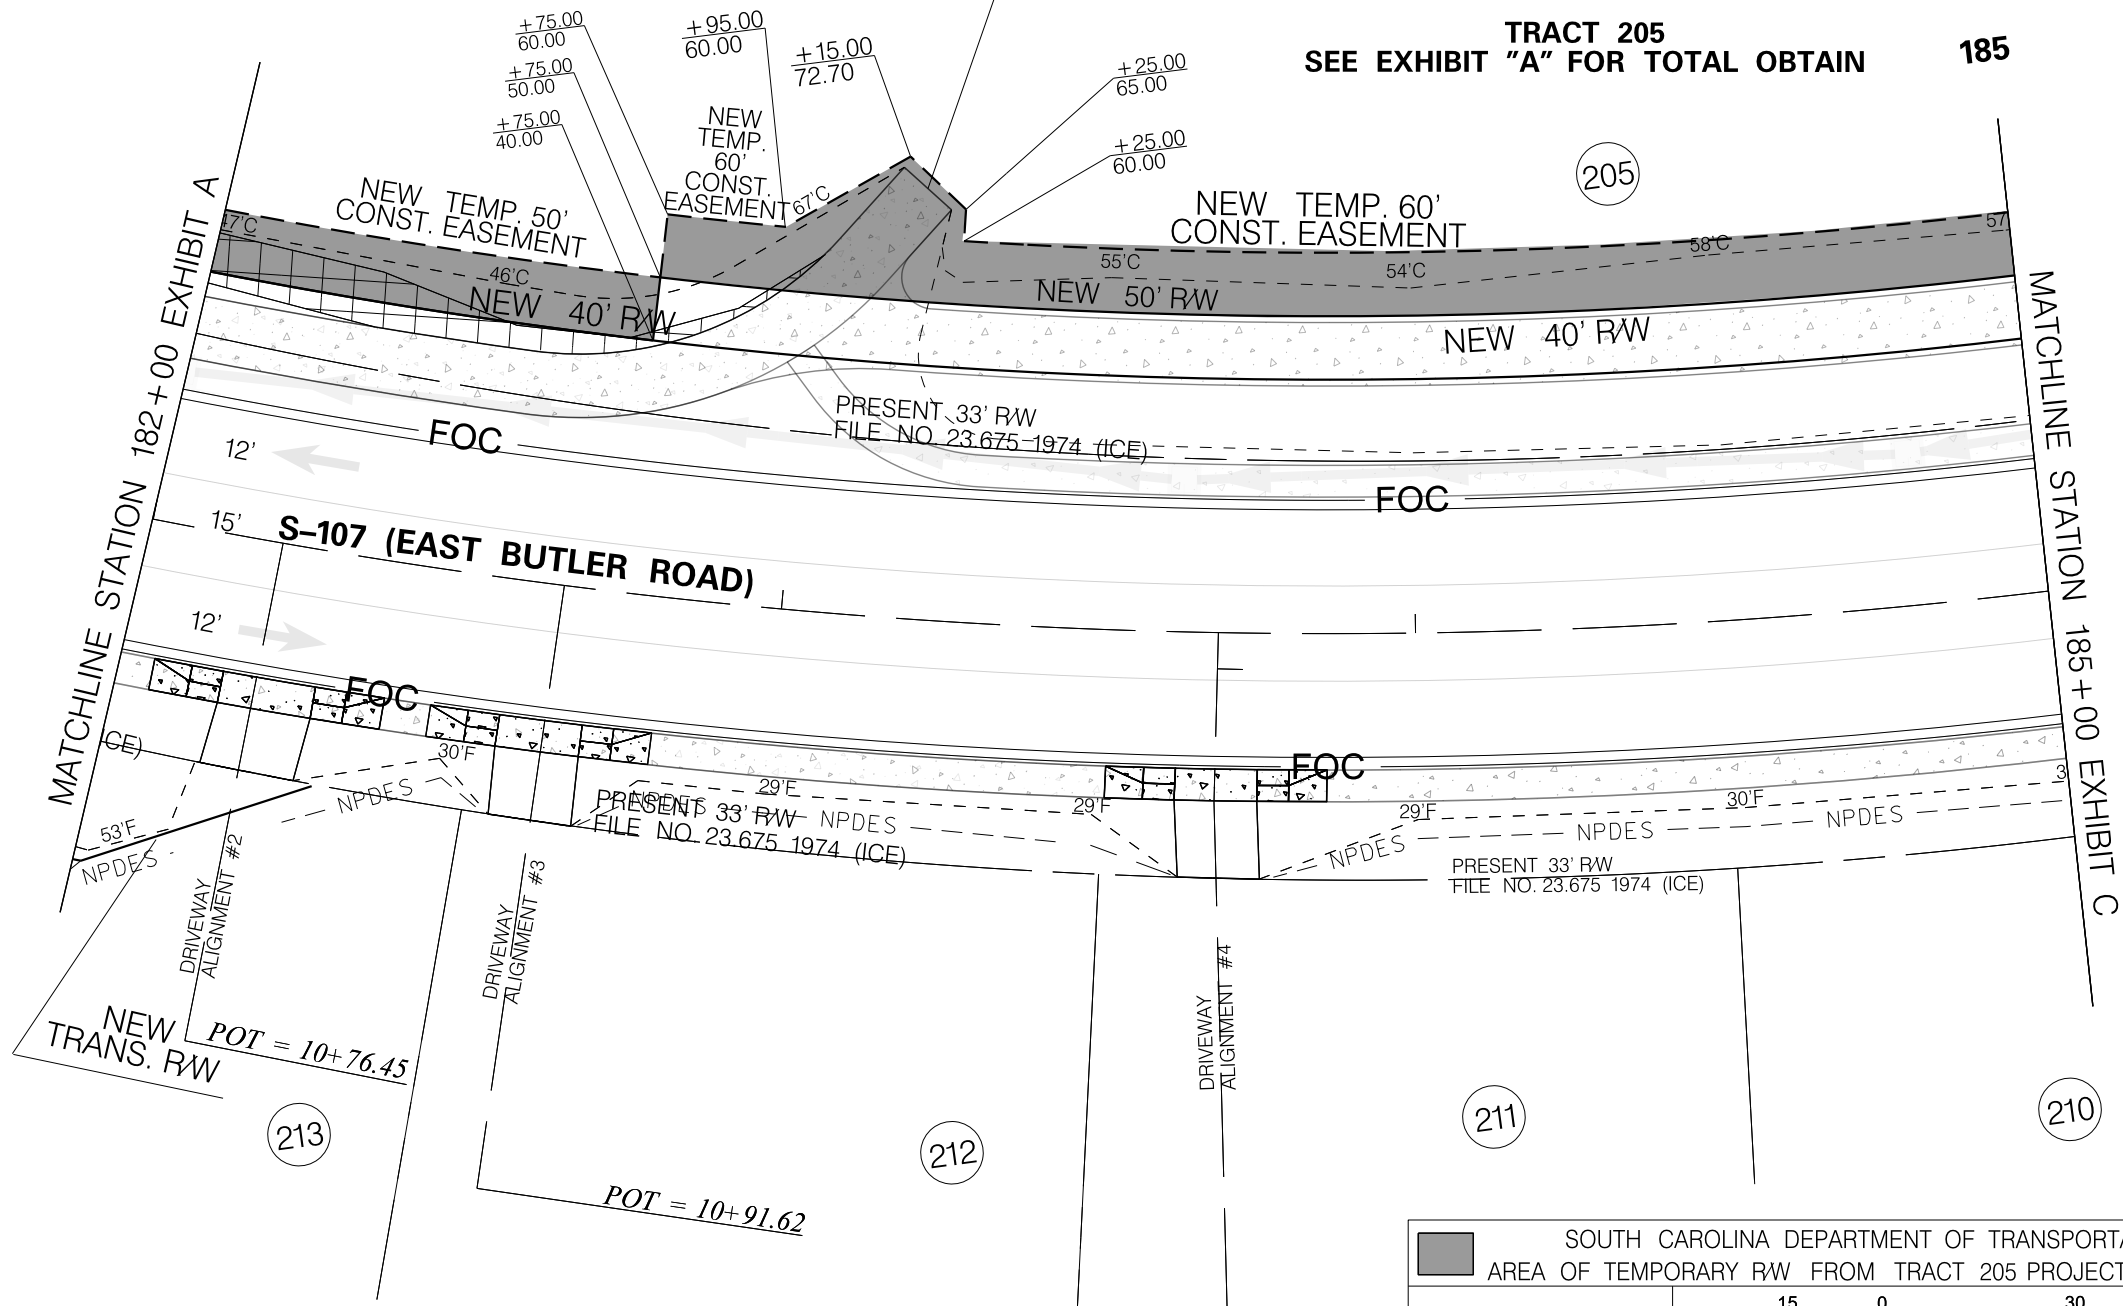 TRACT 205
SEE EXHIBIT "A" FOR TOTAL OBTAIN
185
+75.00
60.00
+75.00
50.00
+75.00
40.00
+95.00
60.00
+15.00
72.70
+25.00
65.00
+25.00
60.00
NEW
TEMP.
60'
CONST.
EASEMENT
67'C
NEW TEMP. 50'
CONST. EASEMENT
NEW TEMP. 60'
CONST. EASEMENT
205
47'C
46'C
55'C
54'C
58'C
57
NEW 40' R/W
NEW 50' R/W
NEW 40' R/W
MATCHLINE STATION 182+00 EXHIBIT A
MATCHLINE STATION 185+00 EXHIBIT C
PRESENT 33' R/W
FILE NO. 23.675 1974 (ICE)
FOC
FOC
12'
15'
S-107 (EAST BUTLER ROAD)
12'
FOC
FOC
CE)
30'F
29'F
29'F
29'F
30'F
3
53'F
NPDES
NPDES
NPDES
NPDES
NPDES
NPDES
NPDES
PRESENT 33' R/W
FILE NO. 23.675 1974 (ICE)
PRESENT 33' R/W
FILE NO. 23.675 1974 (ICE)
DRIVEWAY
ALIGNMENT #2
DRIVEWAY
ALIGNMENT #3
DRIVEWAY
ALIGNMENT #4
NEW
TRANS. R/W
POT = 10+76.45
POT = 10+91.62
213
212
211
210
SOUTH CAROLINA DEPARTMENT OF TRANSPORTA
AREA OF TEMPORARY R/W FROM TRACT 205 PROJECT
15 0 30